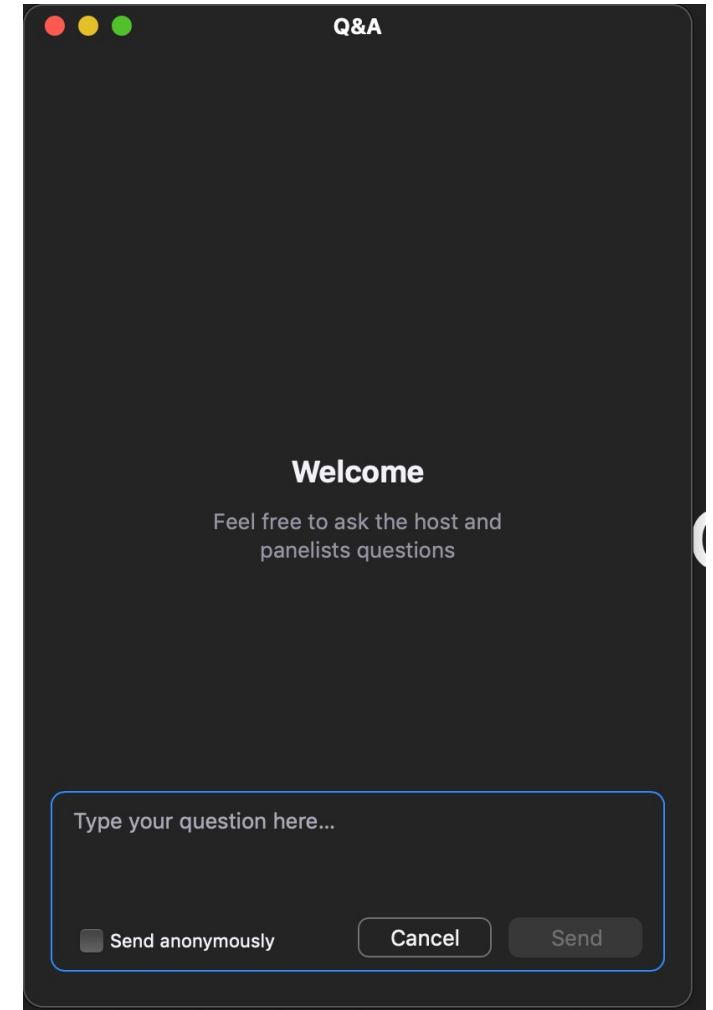 Q&A
Welcome
Feel free to ask the host and
panelists questions
Type your question here...
Send anonymously
Cancel
Send